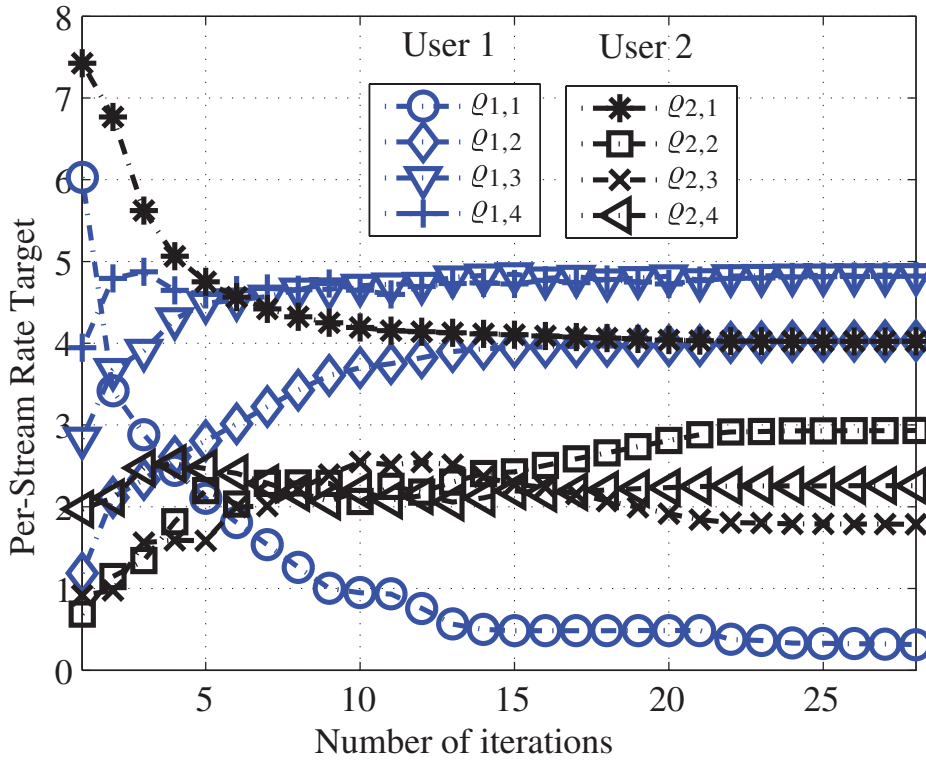 8
7
6
5
4
3
2
1
0
Per-Stream Rate Target
User 1
ϱ1,1
ϱ1,2
ϱ1,3
ϱ1,4
User 2
ϱ2,1
ϱ2,2
ϱ2,3
ϱ2,4
5 10 15 20 25
Number of iterations